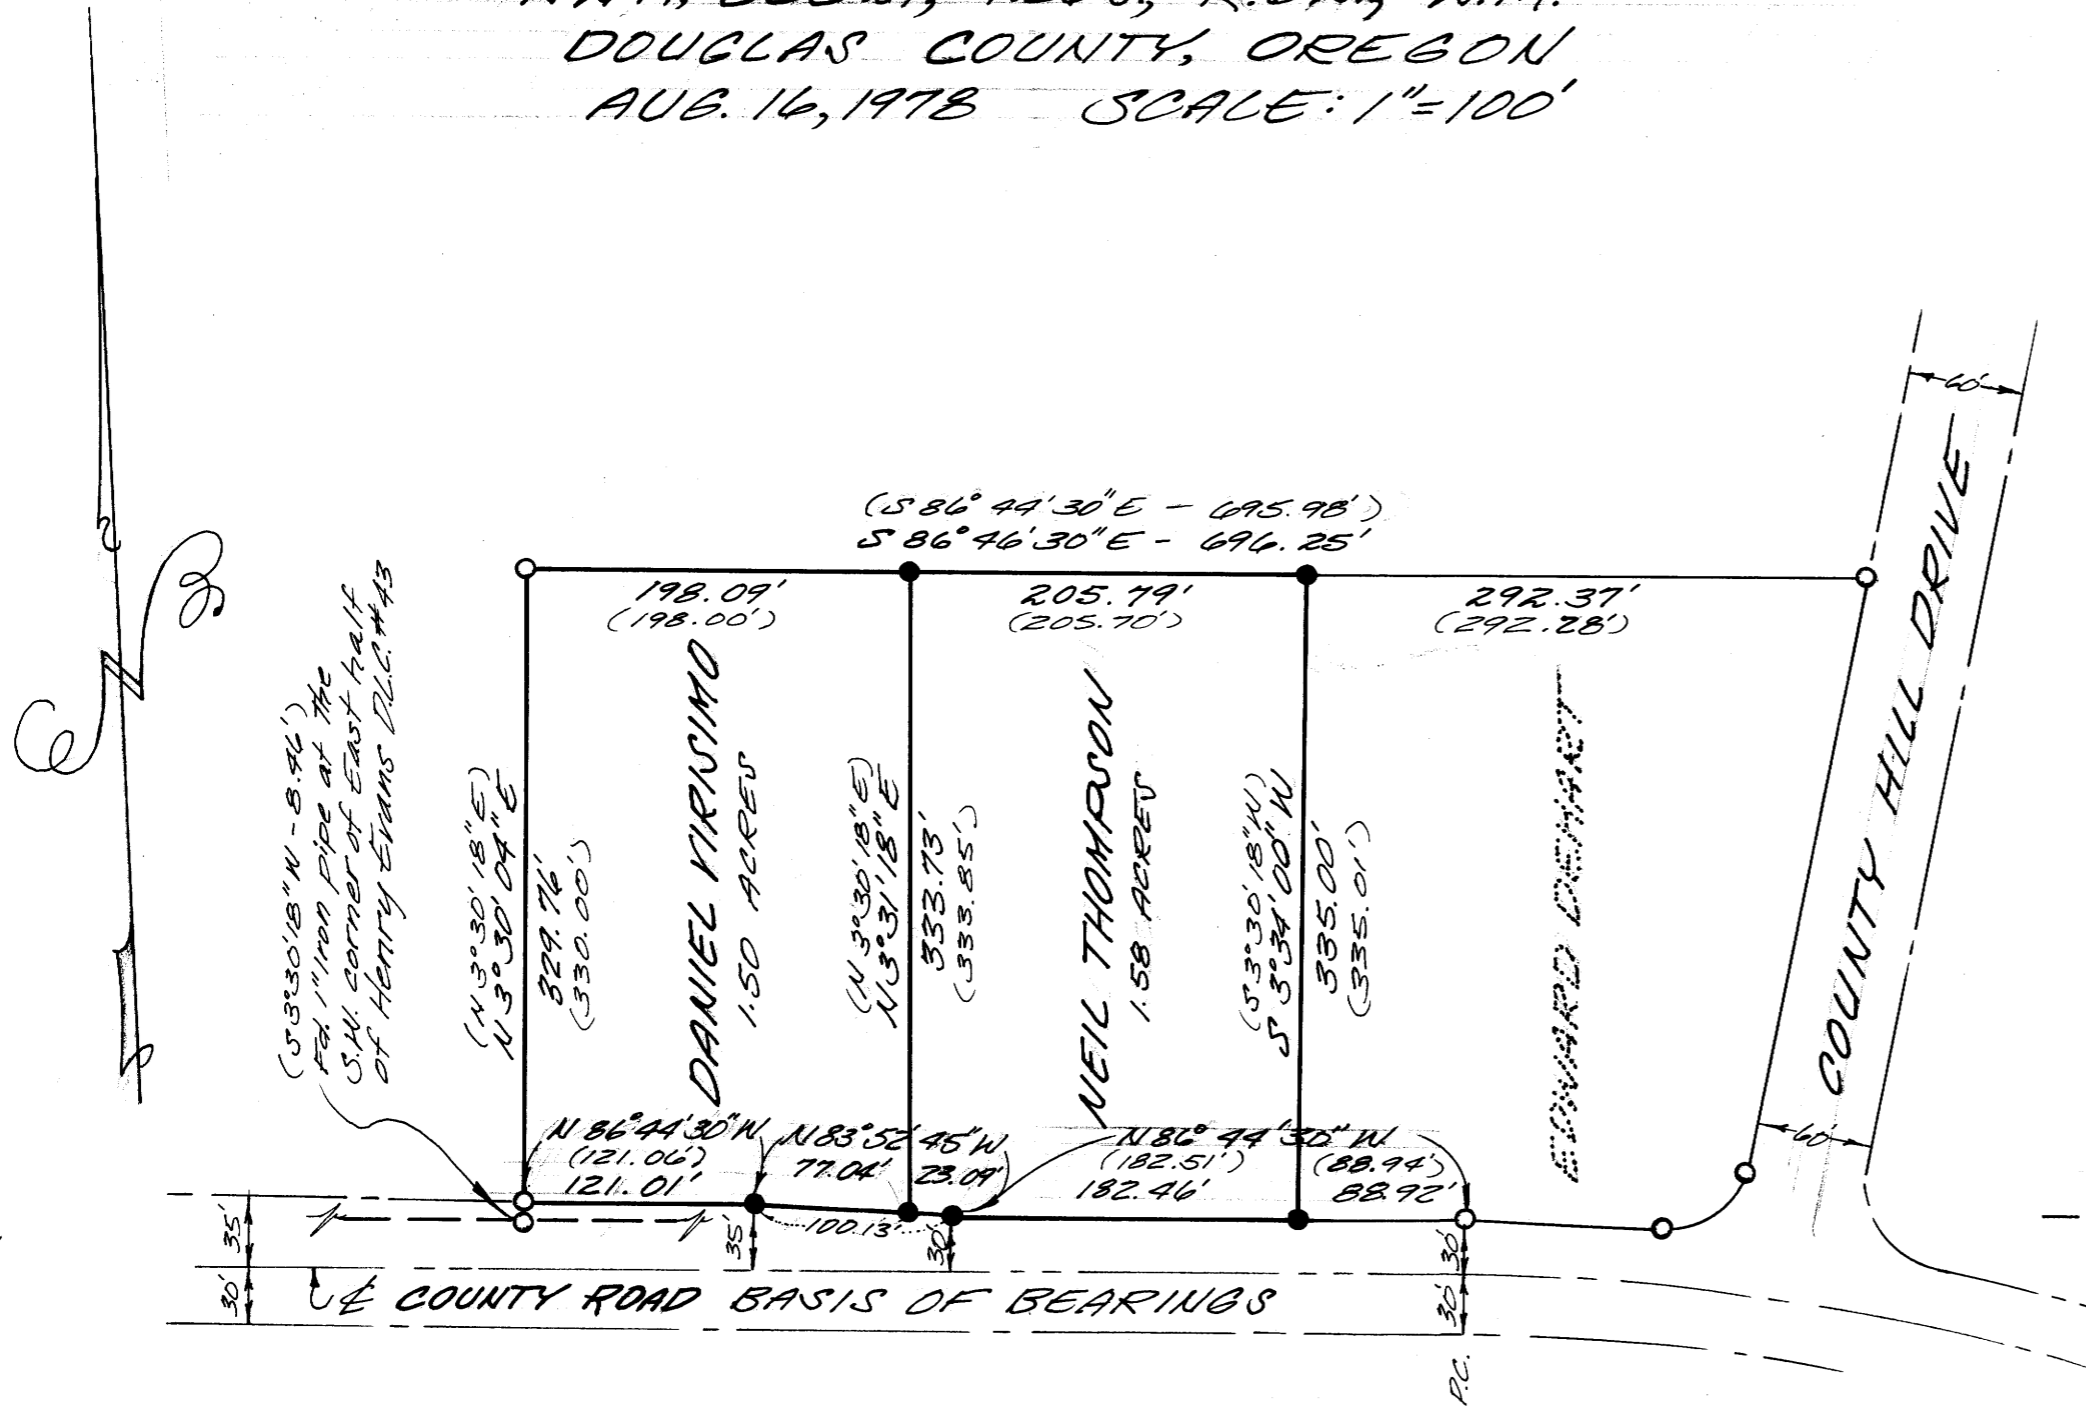 DOUGLAS COUNTY, OREGON
AUG. 16, 1978 SCALE: 1"=100'
(S 86° 44' 30" E - 695.98')
S 86° 46' 30" E - 696.25'
198.09'
(198.00')
205.79'
(205.70')
292.37'
(292.28')
60'
COUNTY HILL DRIVE
60'
(S 3°30'18" W - 8.46')
Fd. 1" Iron pipe at the
S.W. corner of East half
of Henry Evans D.L.C. #43
(N 3° 30' 18" E)
N 3° 30' 04" E
329.76'
(330.00')
DANIEL VIRISIMO
1.50 ACRES
(N 3° 30' 18" E)
N 3° 31' 18" E
333.73'
(333.85')
NEIL THOMPSON
1.58 ACRES
(S 3° 30' 18" W)
S 3° 34' 00" W
335.00'
(335.01')
EDWARD DEHART
N 86° 44' 30" W
(121.06')
121.01'
N 83° 52' 45" W
77.04'
23.09'
100.13'
N 86° 44' 30" W
(182.51')
182.46'
(88.94')
88.92'
35'
30'
35'
30'
30'
30'
℄ COUNTY ROAD BASIS OF BEARINGS
P.C.